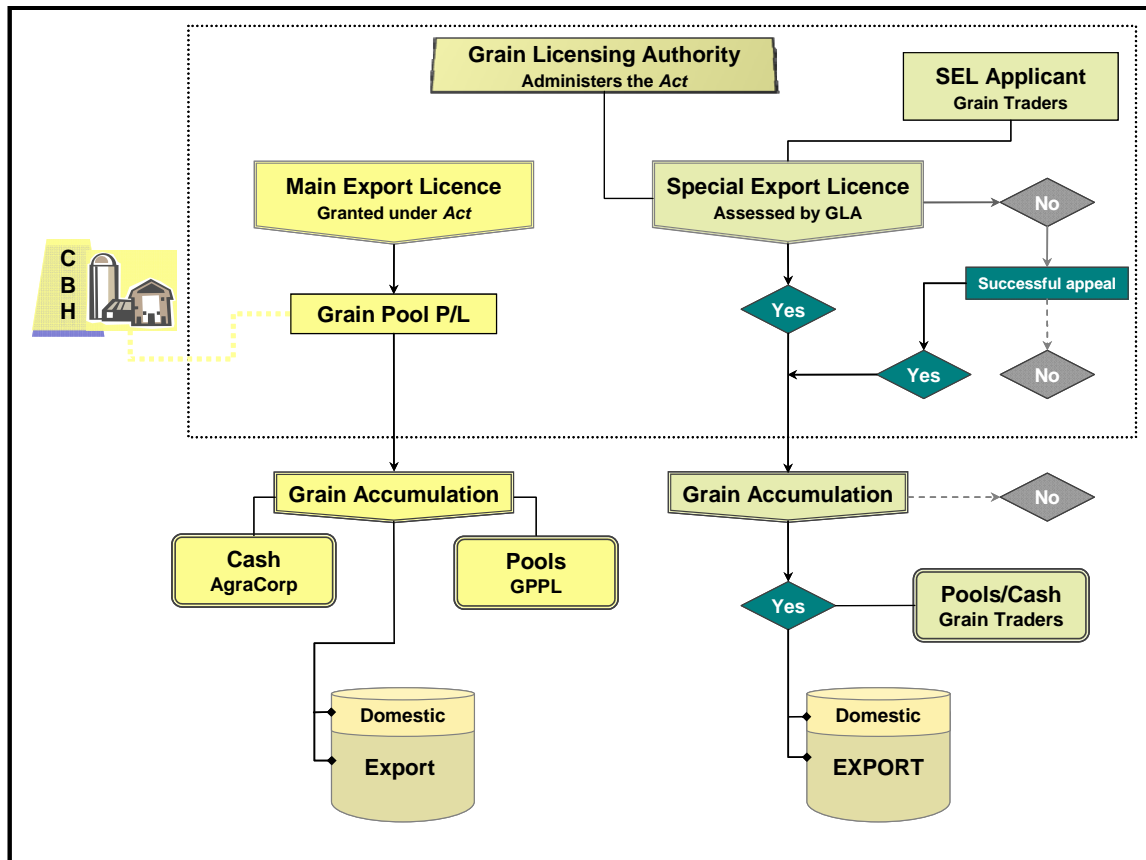 Grain Licensing Authority
Administers the Act
SEL Applicant
Grain Traders
Main Export Licence
Granted under Act
Special Export Licence
Assessed by GLA
No
C
B
H
Successful appeal
Grain Pool P/L
Yes
Yes
No
Grain Accumulation
Grain Accumulation
No
Cash
AgraCorp
Pools
GPPL
Yes
Pools/Cash
Grain Traders
Domestic
Export
Domestic
EXPORT